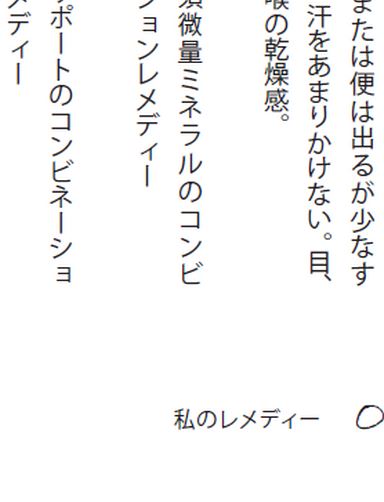 または便は出るが少なす
汗をあまりかけない。目、
喉の乾燥感。
須微量ミネラルのコンビ
ョンレメディー
ポートのコンビネーショ
メディー
私のレメディー